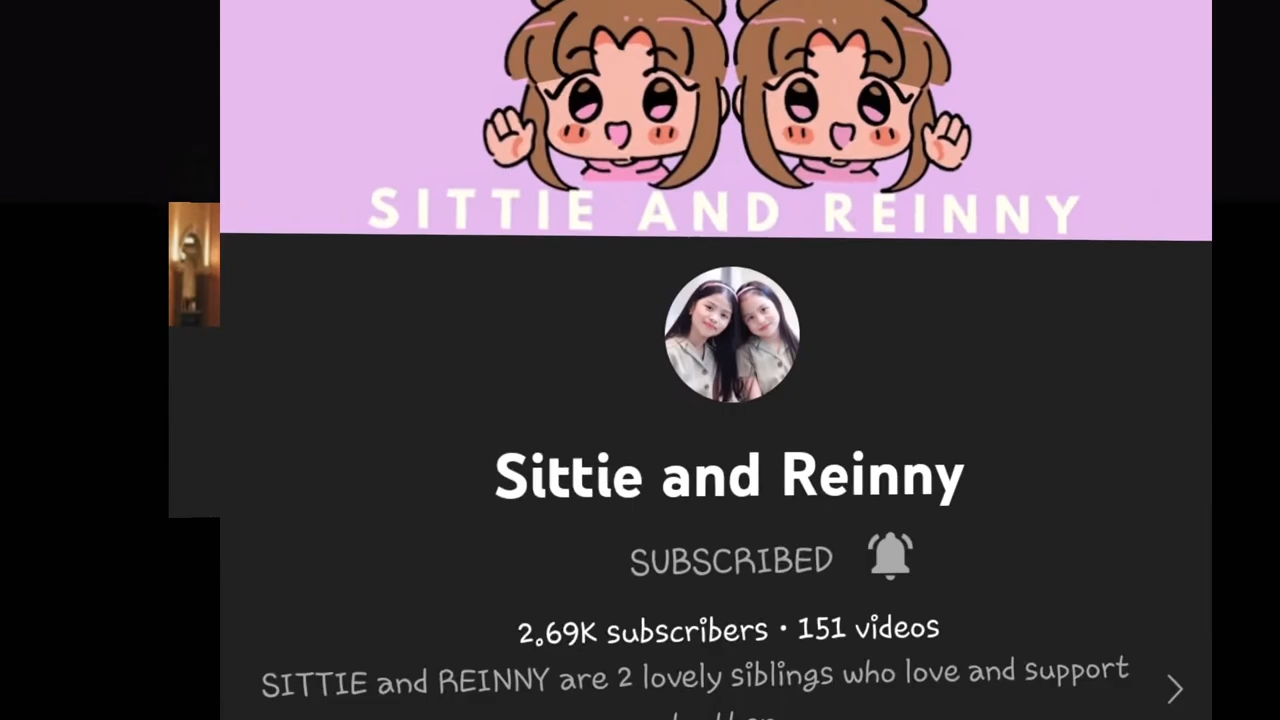 SITTIE AND REINNY
Sittie and Reinny
SUBSCRIBED
2.69K subscribers • 151 videos
SITTIE and REINNY are 2 lovely siblings who love and support